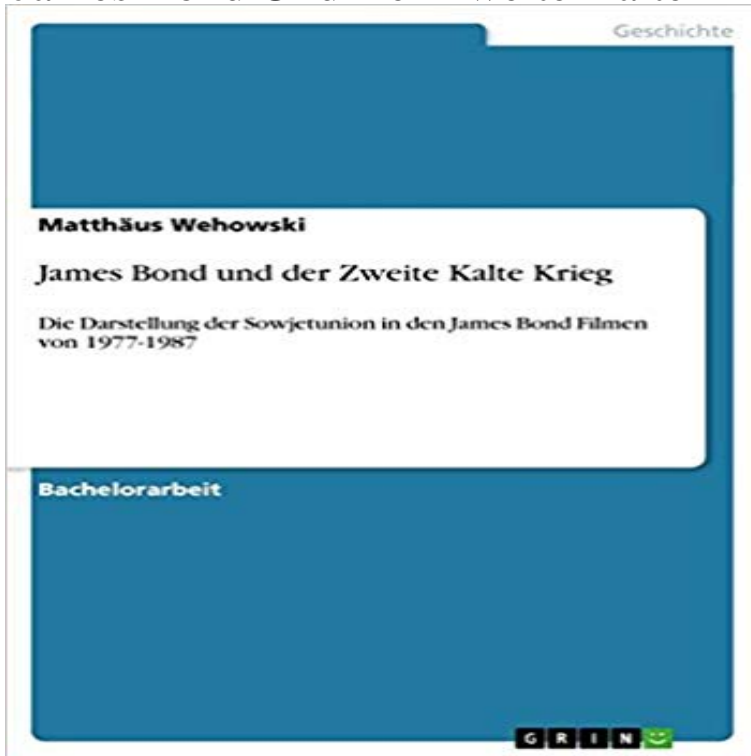 Geschichte
Matthäus Wehowski
James Bond und der Zweite Kalte Krieg
Die Darstellung der Sowjetunion in den James Bond Filmen
von 1977-1987
Bachelorarbeit
GRIN